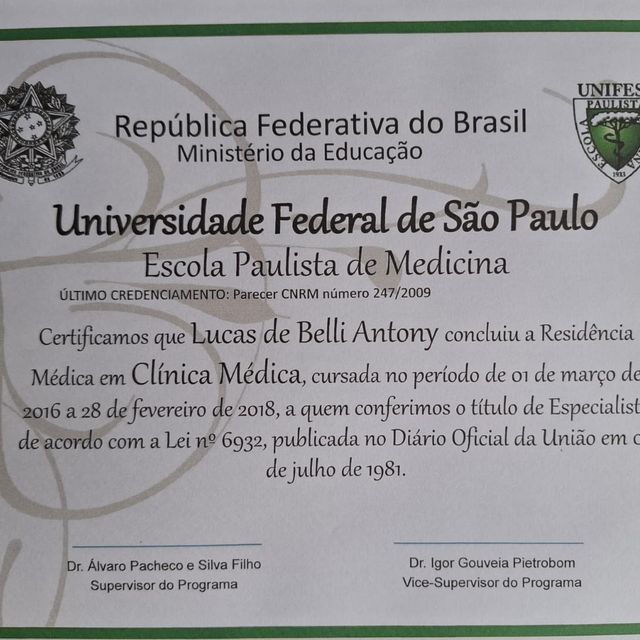 República Federativa do Brasil
Ministério da Educação
UNIFES
PAULIST
ESCOLA
1933
Universidade Federal de São Paulo
Escola Paulista de Medicina
ÚLTIMO CREDENCIAMENTO: Parecer CNRM número 247/2009
Certificamos que Lucas de Belli Antony concluiu a Residência
Médica em Clínica Médica, cursada no período de 01 de março de
2016 a 28 de fevereiro de 2018, a quem conferimos o título de Especialist
de acordo com a Lei nº 6932, publicada no Diário Oficial da União em 0
de julho de 1981.
Dr. Álvaro Pacheco e Silva Filho
Supervisor do Programa
Dr. Igor Gouveia Pietrobom
Vice-Supervisor do Programa